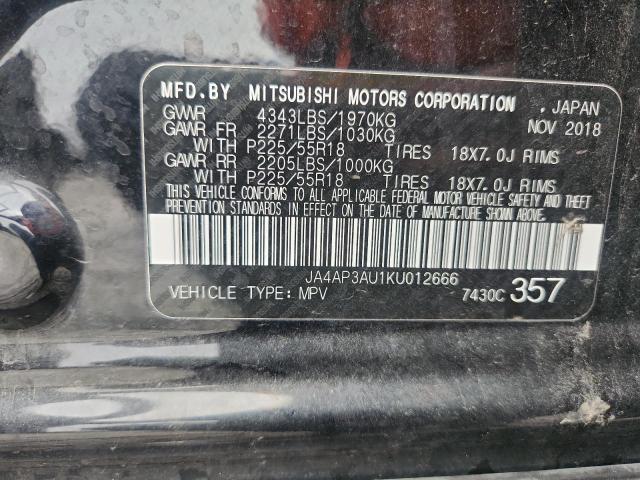 MFD.BY MITSUBISHI MOTORS CORPORATION , JAPAN
GVWR 4343LBS/1970KG NOV 2018
GAWR FR 2271LBS/1030KG
WITH P225/55R18 TIRES 18X7.0J RIMS
GAWR RR 2205LBS/1000KG
WITH P225/55R18 TIRES 18X7.0J RIMS
THIS VEHICLE CONFORMS TO ALL APPLICABLE FEDERAL MOTOR VEHICLE SAFETY AND THEFT
PREVENTION STANDARDS IN EFFECT ON THE DATE OF MANUFACTURE SHOWN ABOVE.
JA4AP3AU1KU012666
VEHICLE TYPE: MPV 7430C 357